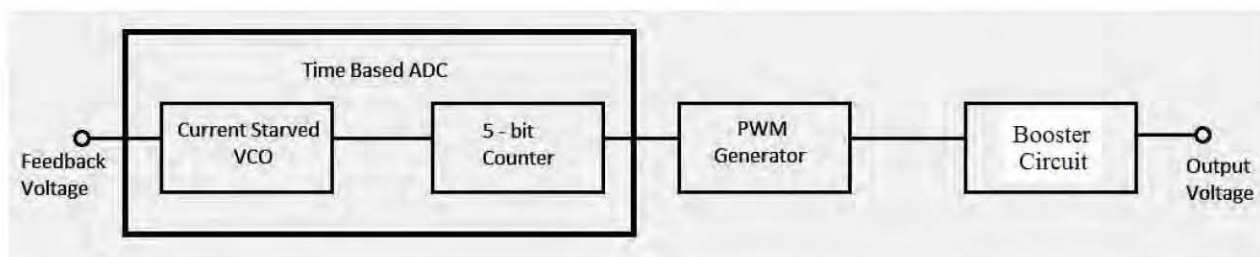 Time Based ADC
Feedback
Voltage
Current Starved
VCO
5 - bit
Counter
PWM
Generator
Booster
Circuit
Output
Voltage